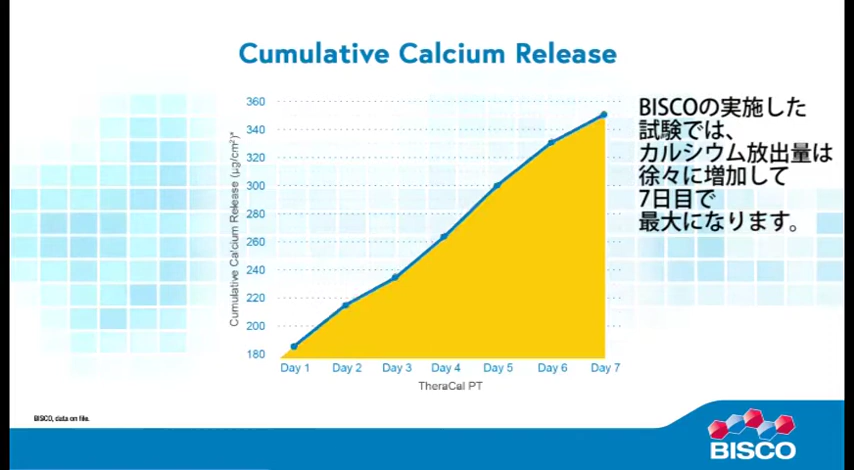 Cumulative Calcium Release
360
340
320
300
280
260
240
220
200
180
Cumulative Calcium Release (µg/cm²)*
Day 1 Day 2 Day 3 Day 4 Day 5 Day 6 Day 7
TheraCal PT
BISCOの実施した
試験では、
カルシウム放出量は
徐々に増加して
7日目で
最大になります。
BISCO, data on file.
BISCO